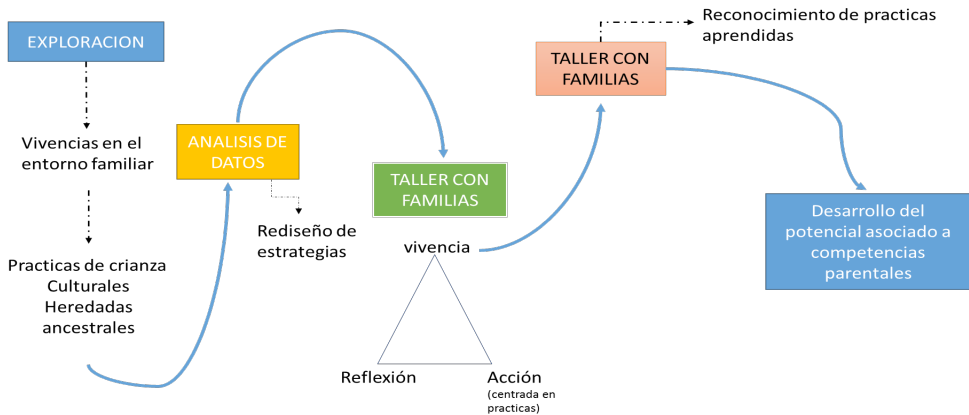 EXPLORACION
Vivencias en el
entorno familiar
Practicas de crianza
Culturales
Heredadas
ancestrales
ANALISIS DE
DATOS
Rediseño de
estrategias
TALLER CON
FAMILIAS
vivencia
Reflexión
Acción
(centrada en
practicas)
TALLER CON
FAMILIAS
Reconocimiento de practicas
aprendidas
Desarrollo del
potencial asociado a
competencias
parentales